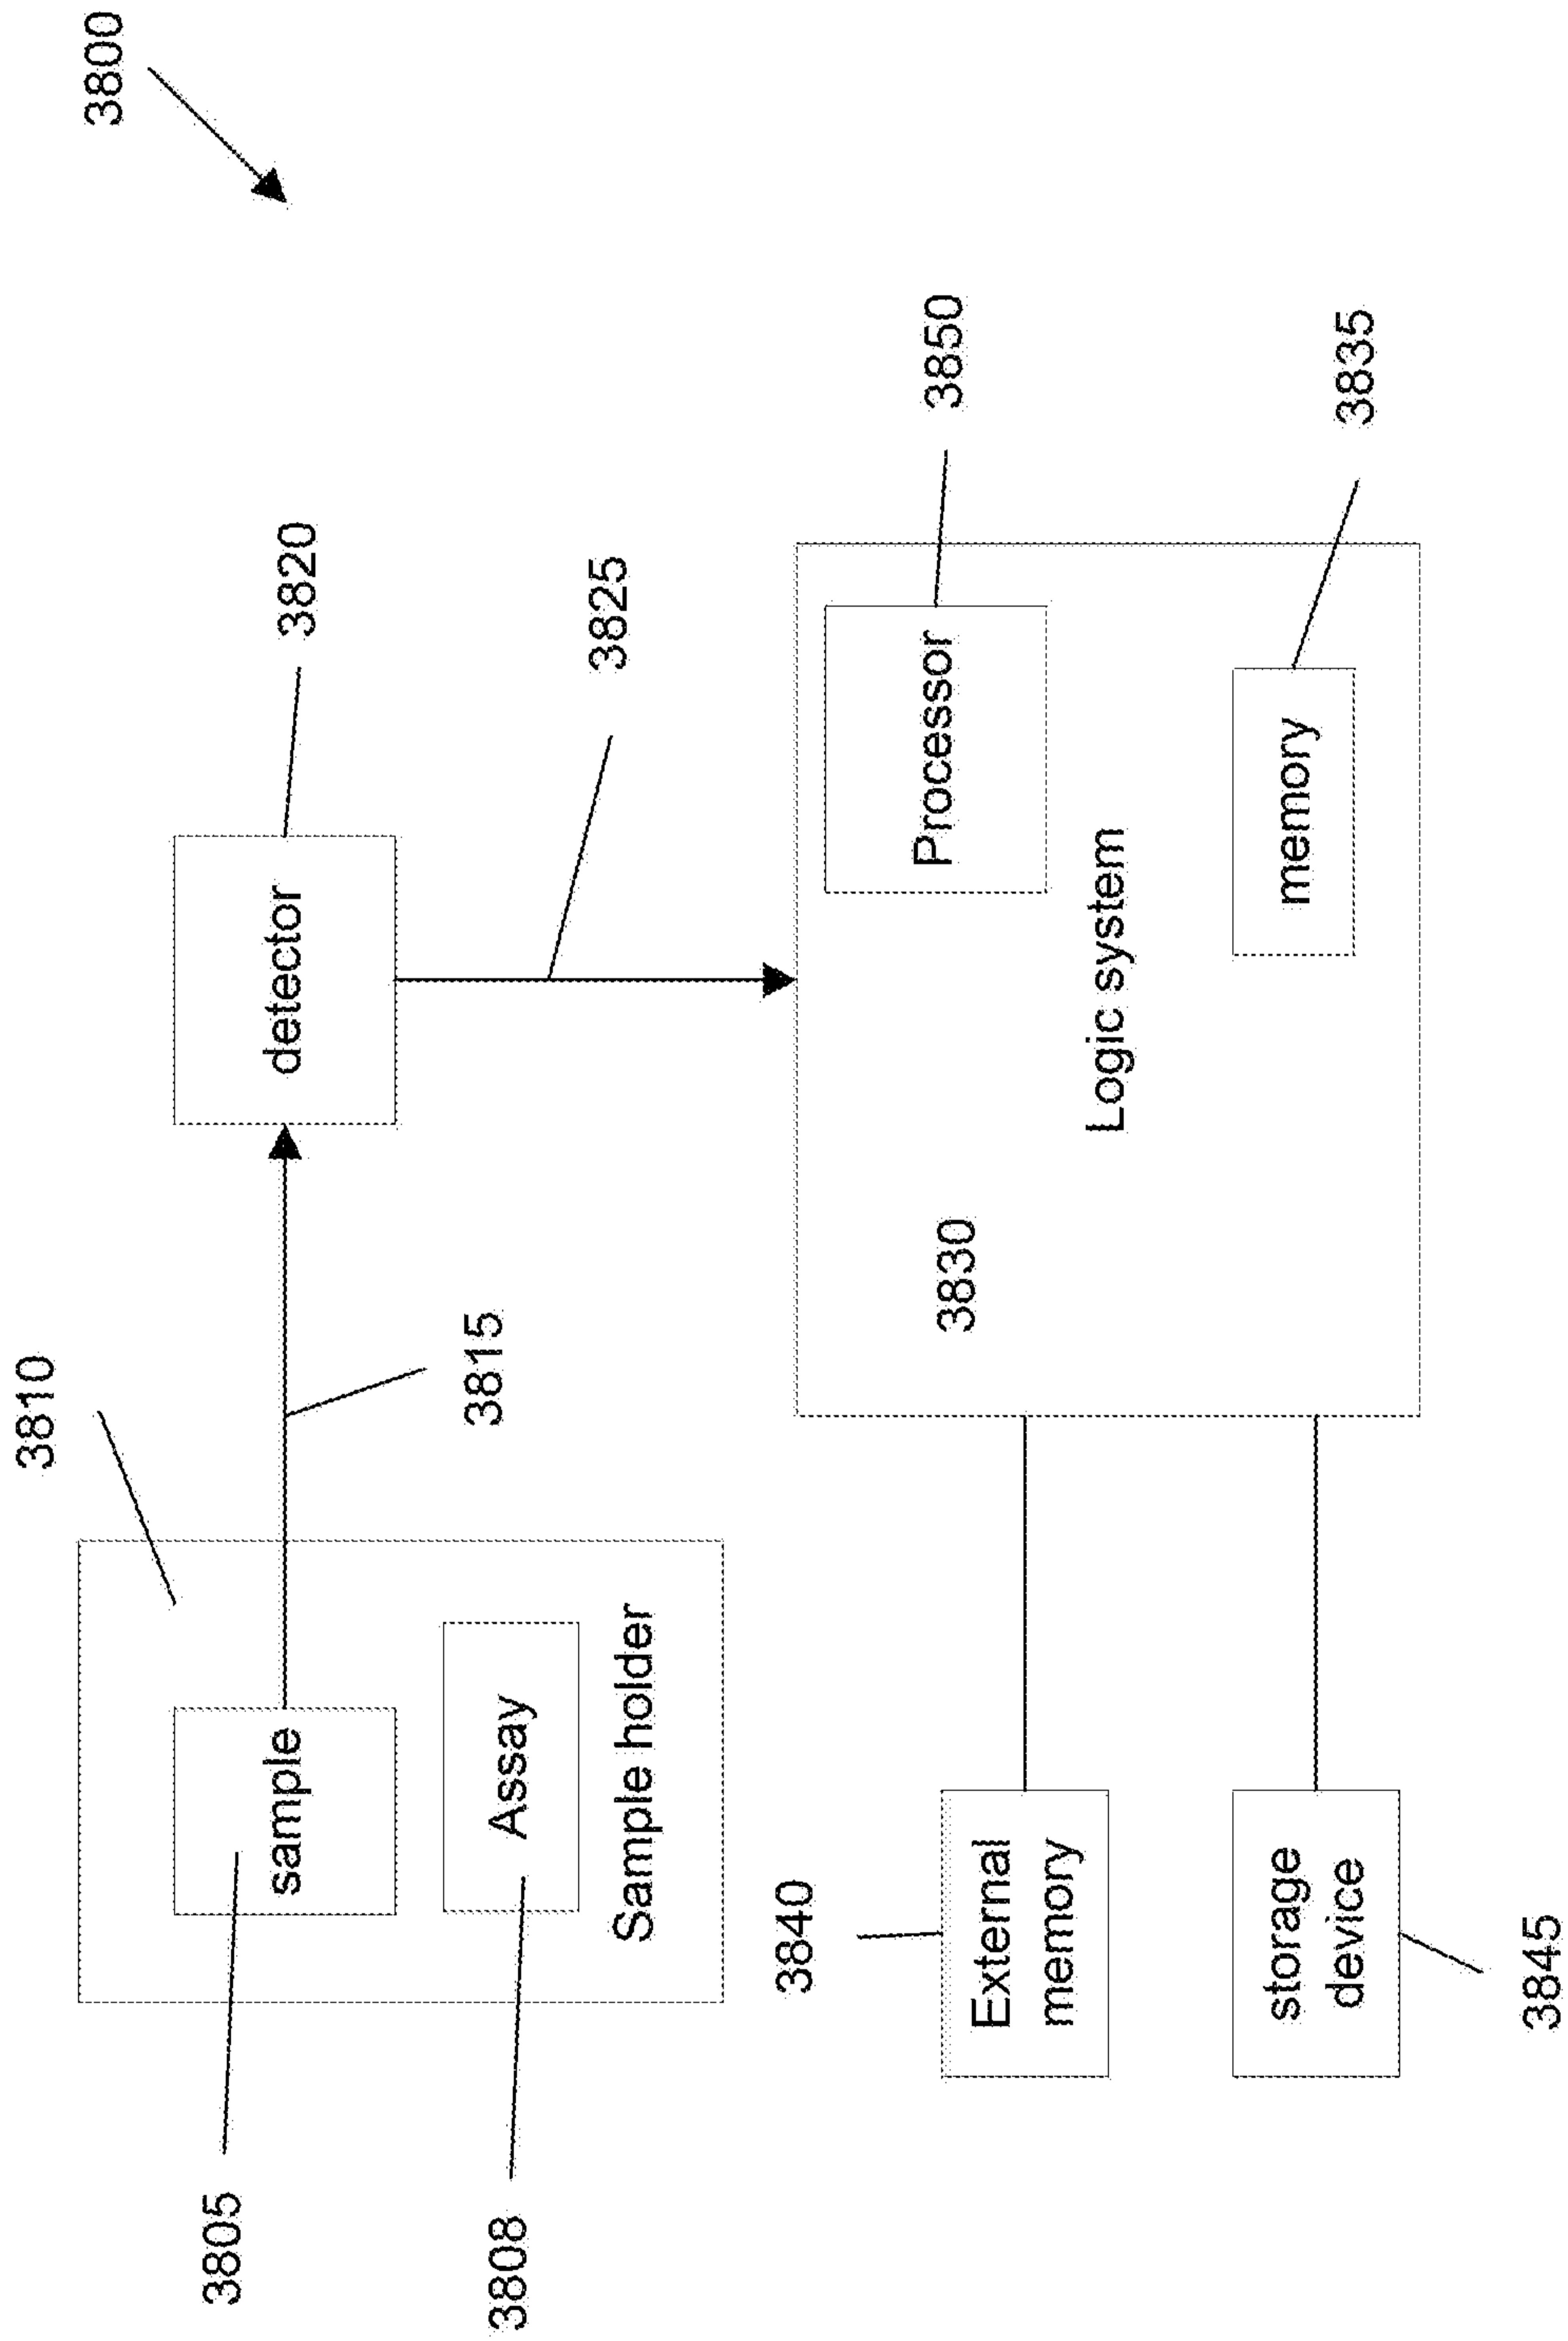 3810
3800
3805
sample
detector
3820
3808
Assay
3815
3825
Sample holder
3840
3830
Processor
3850
External
memory
Logic system
storage
device
memory
3835
3845